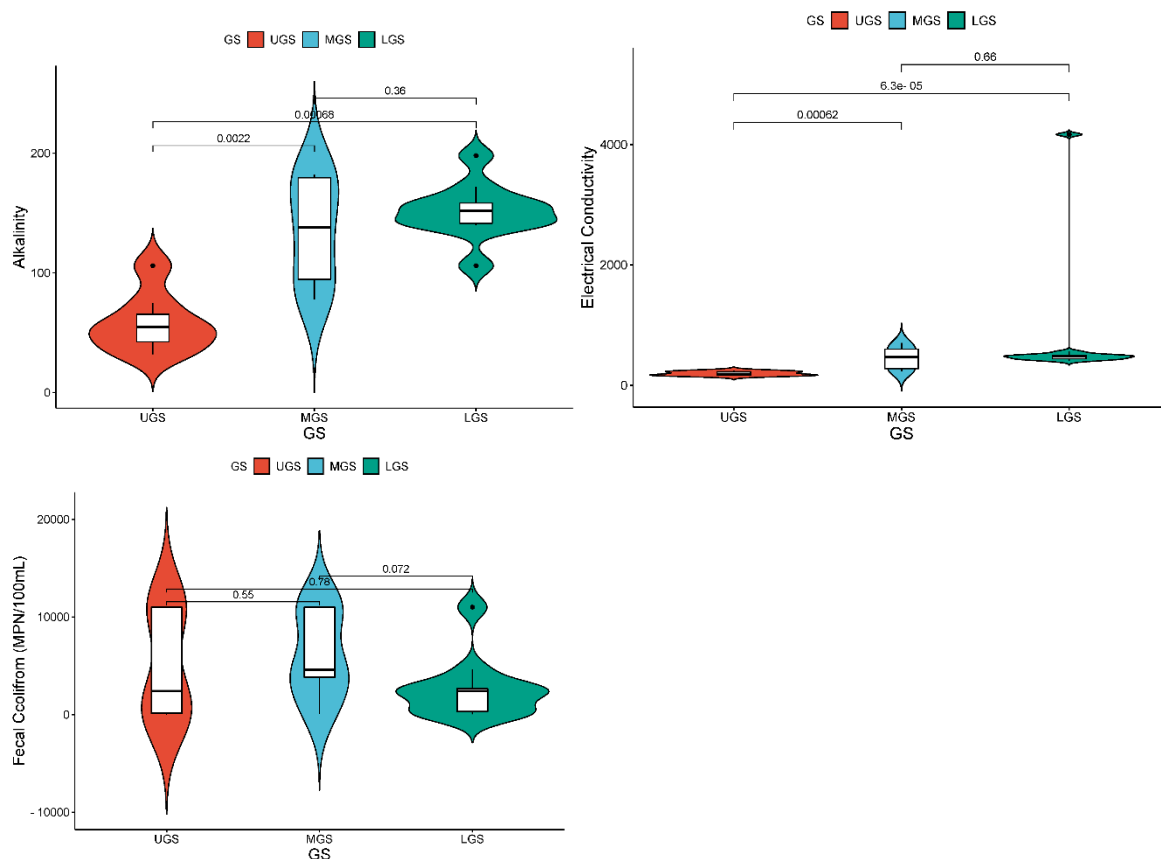 GS UGS MGS LGS
Alkalinity
200
100
0
0.36
0.00068
0.0022
UGS MGS LGS
GS
GS UGS MGS LGS
Electrical Conductivity
4000
2000
0
0.66
6.3e- 05
0.00062
UGS MGS LGS
GS
GS UGS MGS LGS
Fecal Ccoliifrom (MPN/100mL)
20000
10000
0
- 10000
0.072
0.78
0.55
UGS MGS LGS
GS